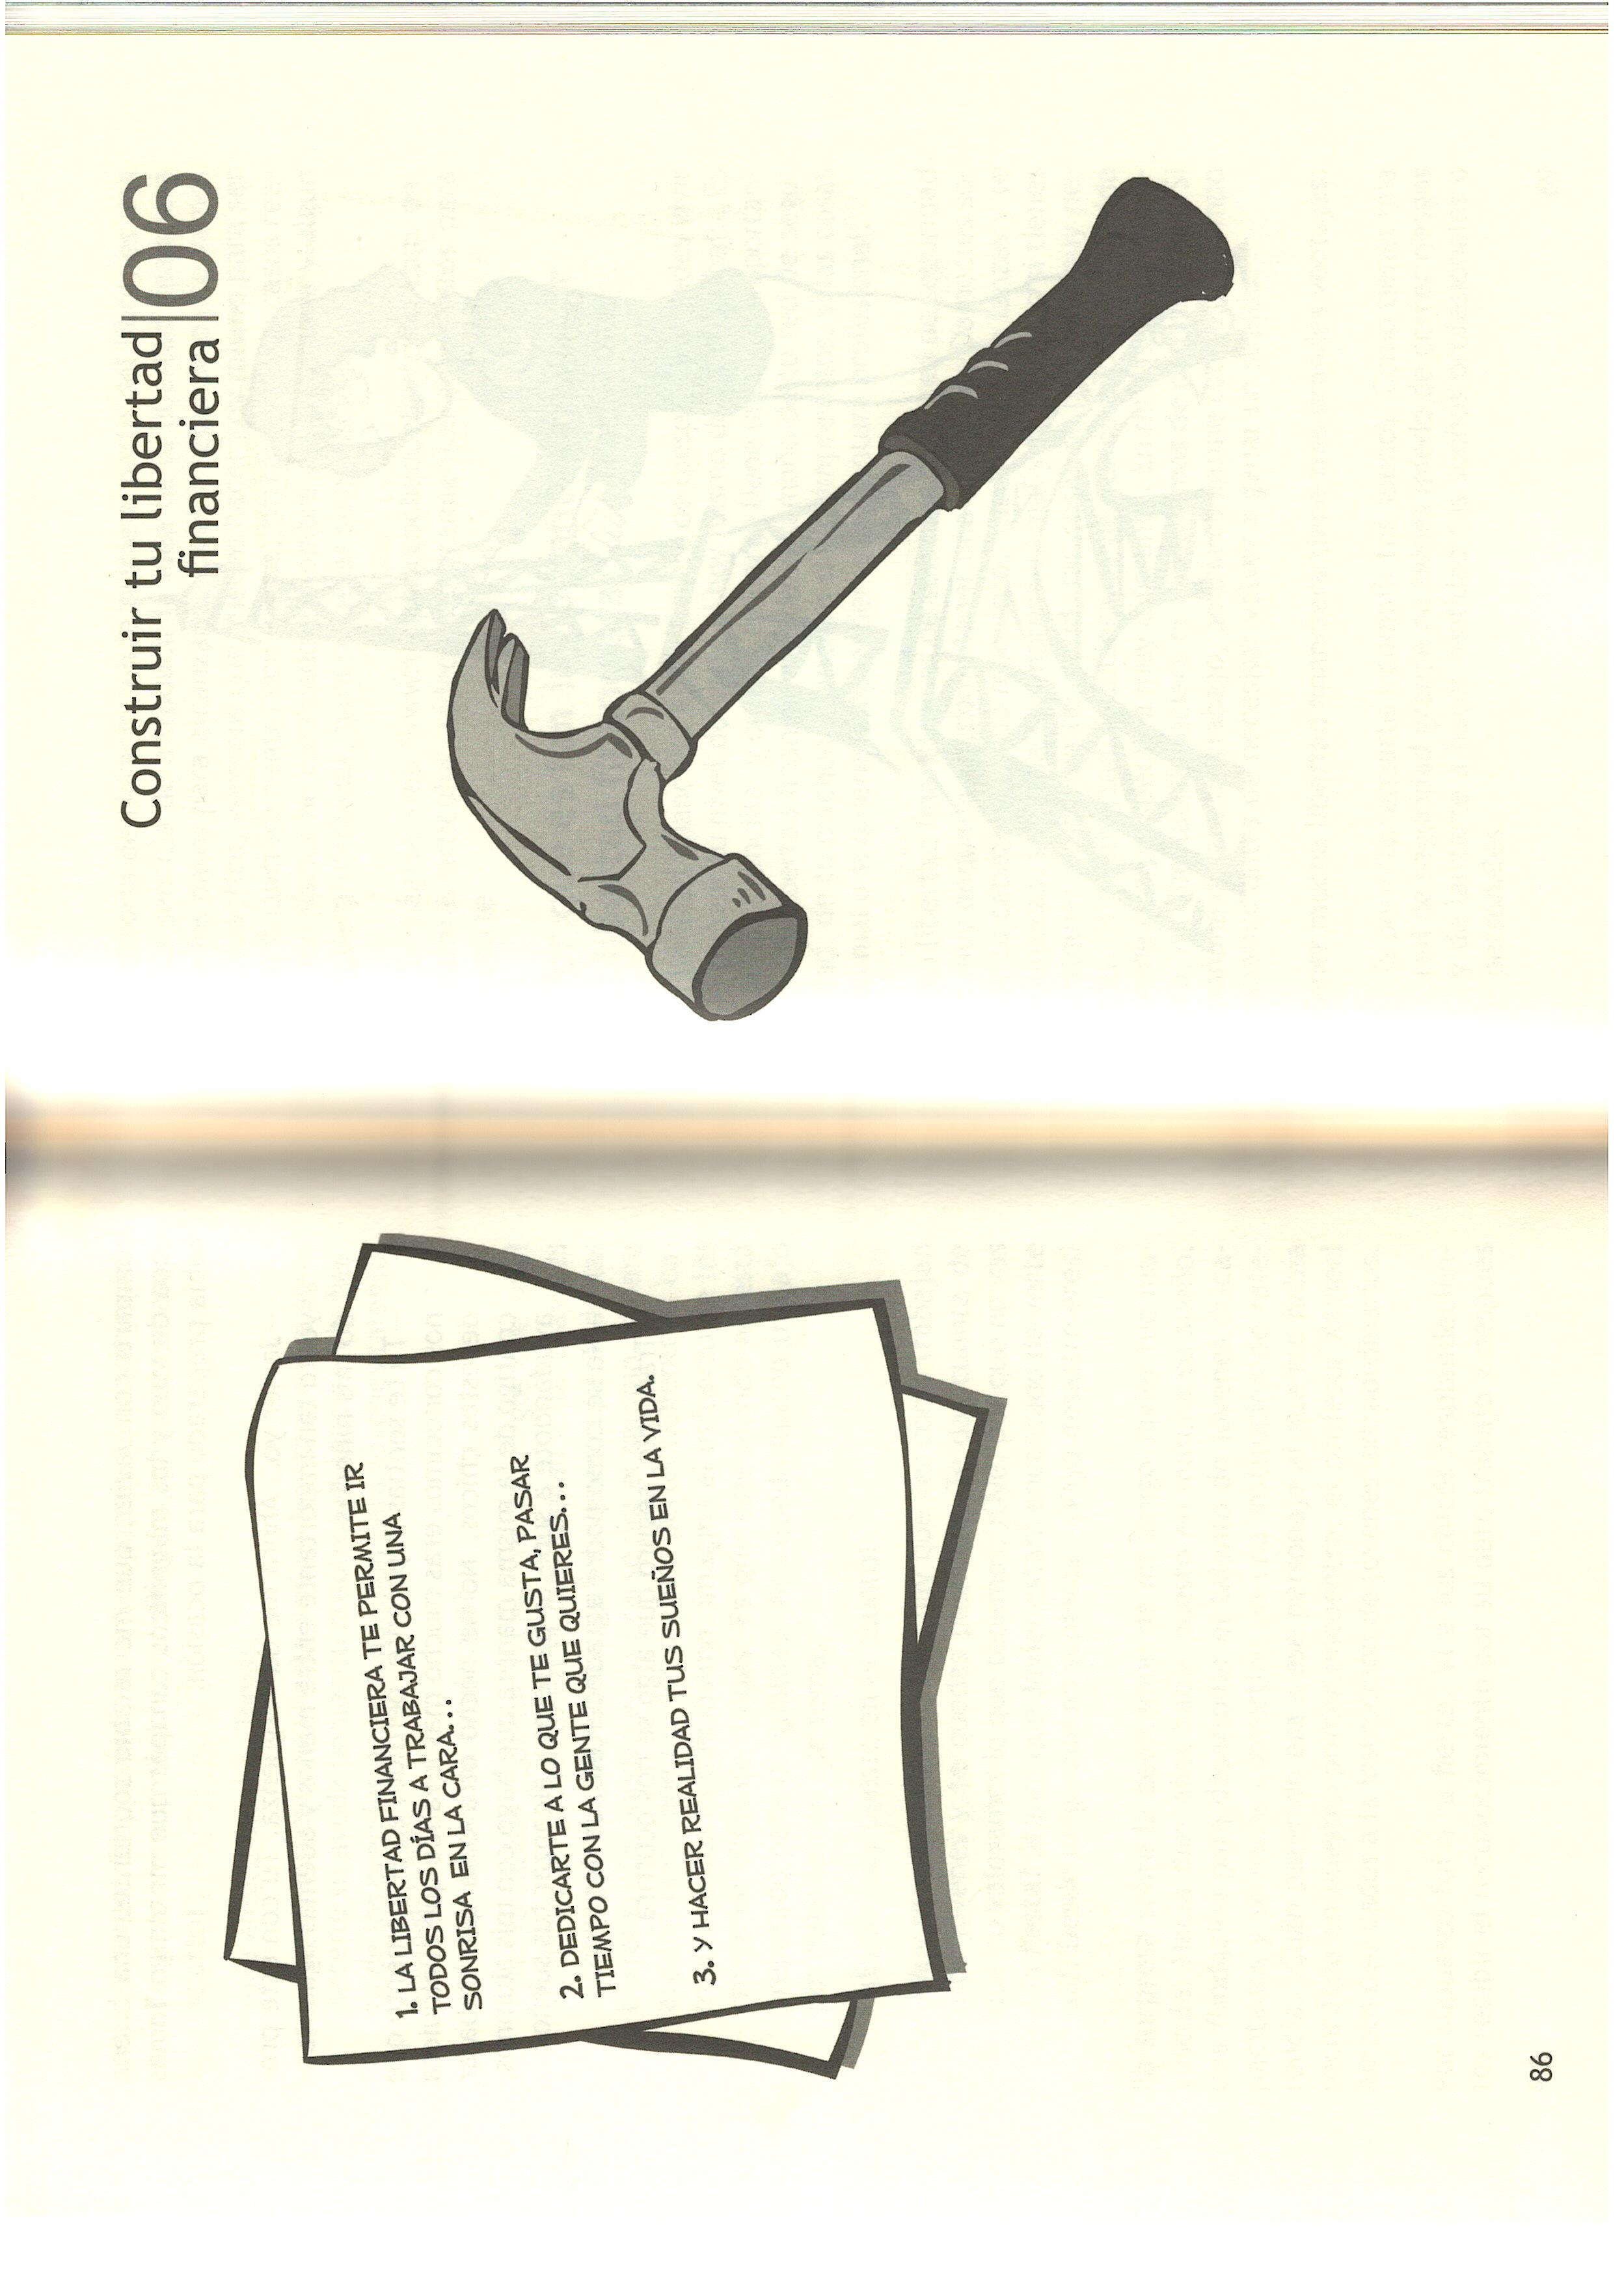 1. LA LIBERTAD FINANCIERA TE PERMITE IR
TODOS LOS DÍAS A TRABAJAR CON UNA
SONRISA EN LA CARA...
2. DEDICARTE A LO QUE TE GUSTA, PASAR
TIEMPO CON LA GENTE QUE QUIERES...
3. Y HACER REALIDAD TUS SUEÑOS EN LA VIDA.
86
Construir tu libertad
financiera
06